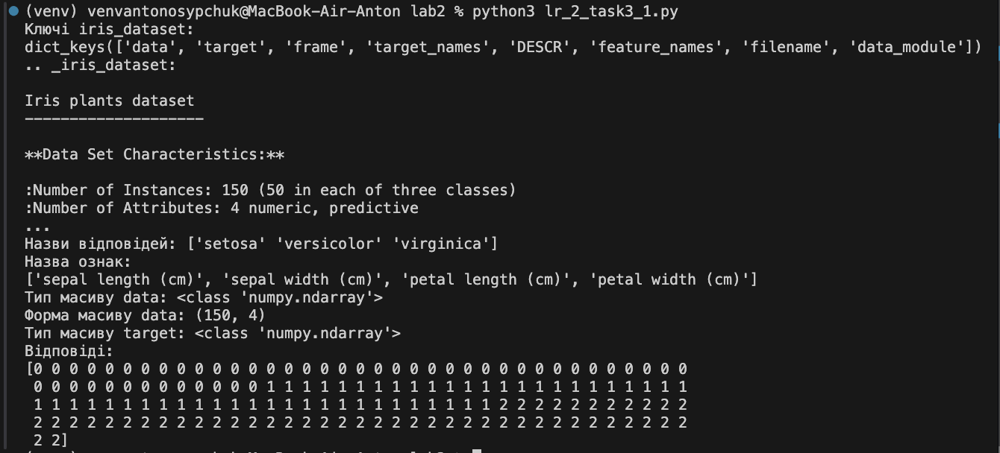 (venv) venvantonosypchuk@MacBook-Air-Anton lab2 % python3 lr_2_task3_1.py
Ключі iris_dataset:
dict_keys(['data', 'target', 'frame', 'target_names', 'DESCR', 'feature_names', 'filename', 'data_module'])
.. _iris_dataset:
Iris plants dataset
--------------------
**Data Set Characteristics:**
:Number of Instances: 150 (50 in each of three classes)
:Number of Attributes: 4 numeric, predictive
...
Назви відповідей: ['setosa' 'versicolor' 'virginica']
Назва ознак:
['sepal length (cm)', 'sepal width (cm)', 'petal length (cm)', 'petal width (cm)']
Тип масиву data: <class 'numpy.ndarray'>
Форма масиву data: (150, 4)
Тип масиву target: <class 'numpy.ndarray'>
Відповіді:
[0 0 0 0 0 0 0 0 0 0 0 0 0 0 0 0 0 0 0 0 0 0 0 0 0 0 0 0 0 0 0 0 0 0 0 0 0
0 0 0 0 0 0 0 0 0 0 0 0 0 1 1 1 1 1 1 1 1 1 1 1 1 1 1 1 1 1 1 1 1 1 1 1 1
1 1 1 1 1 1 1 1 1 1 1 1 1 1 1 1 1 1 1 1 1 1 1 1 1 1 2 2 2 2 2 2 2 2 2 2 2
2 2 2 2 2 2 2 2 2 2 2 2 2 2 2 2 2 2 2 2 2 2 2 2 2 2 2 2 2 2 2 2 2 2 2 2 2
2 2]